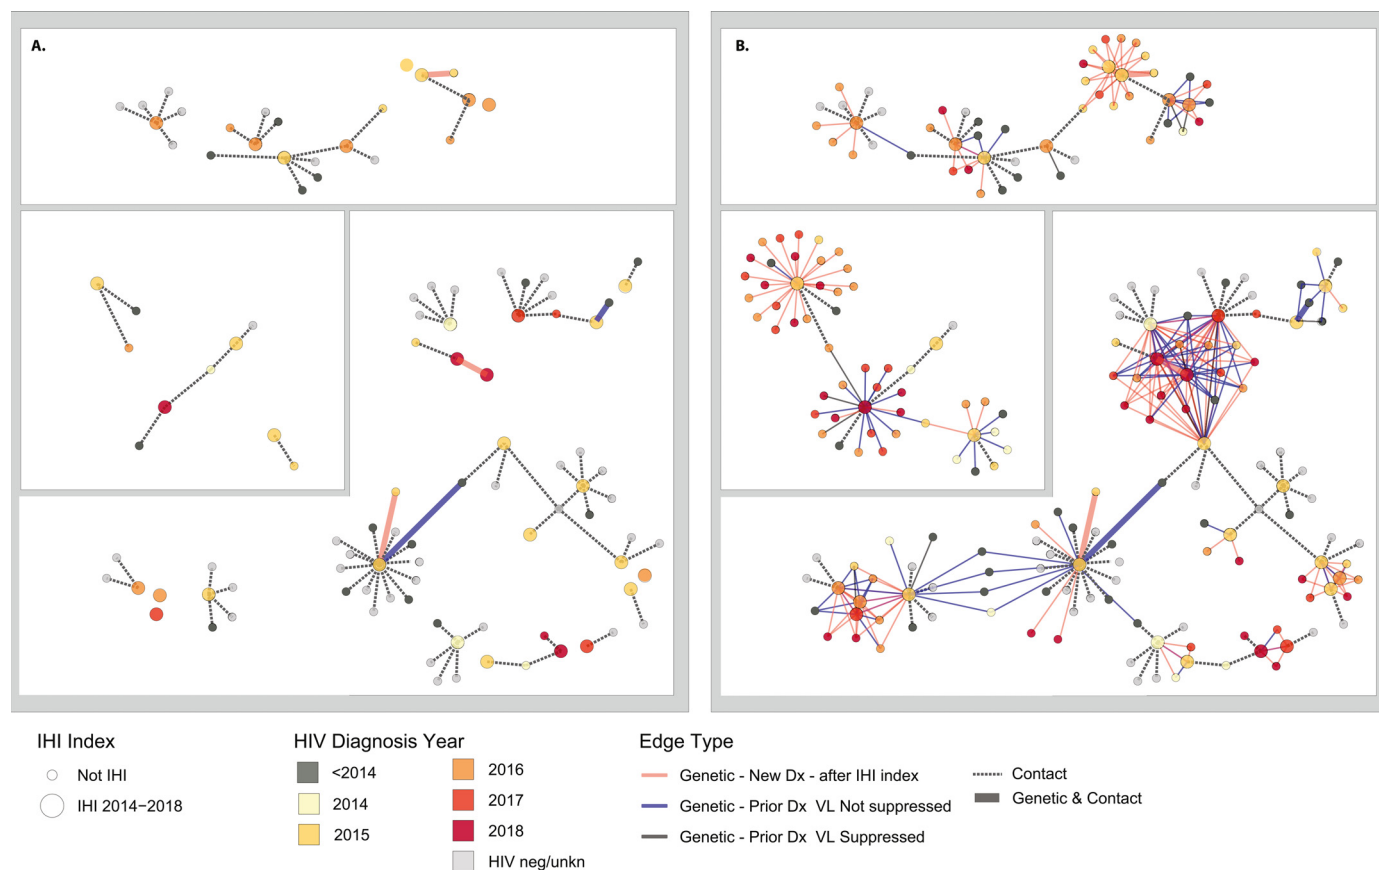 A.
B.
IHI Index
Not IHI
IHI 2014–2018
HIV Diagnosis Year
<2014
2014
2015
2016
2017
2018
HIV neg/unkn
Edge Type
Genetic - New Dx - after IHI index
Genetic - Prior Dx VL Not suppressed
Genetic - Prior Dx VL Suppressed
Contact
Genetic & Contact